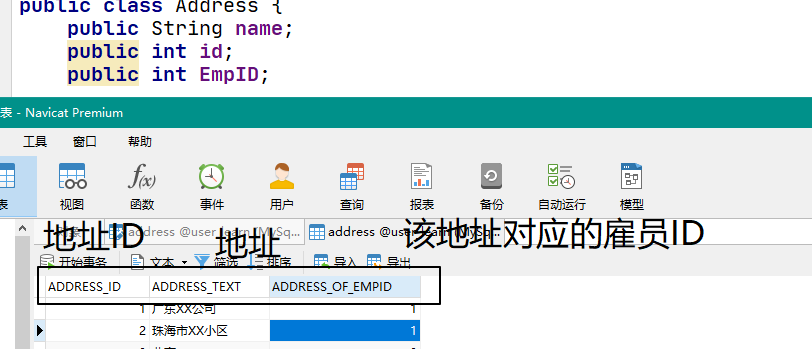 public class Address {
public String name;
public int id;
public int EmpID;
表 - Navicat Premium
工具 窗口 帮助
表 视图 函数 事件 用户 查询 报表 备份 自动运行 模型
地址ID 地址 该地址对应的雇员ID
address @user_learn (MySq... address @user
开始事务 文本 筛选 排序 导入 导出
ADDRESS_ID ADDRESS_TEXT ADDRESS_OF_EMPID
1 广东XX公司 1
2 珠海市XX小区 1